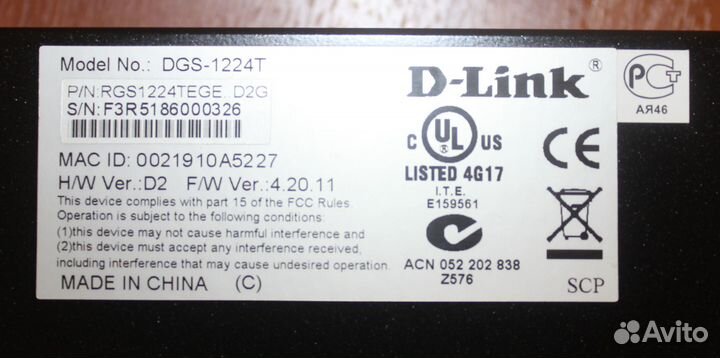 Model No.: DGS-1224T
P/N:RGS1224TEGE. D2G
S/N:F3R5186000326
MAC ID: 0021910A5227
H/W Ver.:D2 F/W Ver.:4.20.11
This device complies with part 15 of the FCC Rules.
Operation is subject to the following conditions:
(1)this device may not cause harmful interference and
(2)this device must accept any interference received,
including interference that may cause undesired operation
MADE IN CHINA (C)
D-Link®
C UL® US
LISTED 4G17
I.T.E.
E159561
ACN 052 202 838
Z576
CE
SCP
РСТ
АЯ46
Avito